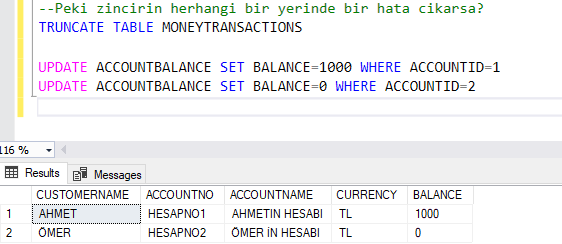 --Peki zincirin herhangi bir yerinde bir hata cikarsa?
TRUNCATE TABLE MONEYTRANSACTIONS
UPDATE ACCOUNTBALANCE SET BALANCE=1000 WHERE ACCOUNTID=1
UPDATE ACCOUNTBALANCE SET BALANCE=0 WHERE ACCOUNTID=2
116 %
Results Messages
CUSTOMERNAME ACCOUNTNO ACCOUNTNAME CURRENCY BALANCE
1 AHMET HESAPNO1 AHMETIN HESABI TL 1000
2 ÖMER HESAPNO2 ÖMER İN HESABI TL 0